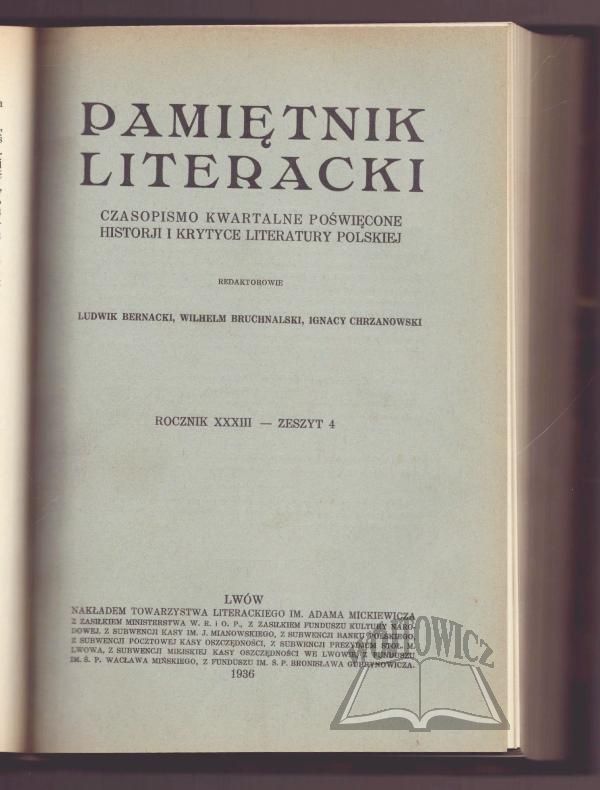 PAMIĘTNIK
LITERACKI
CZASOPISMO KWARTALNE POŚWIĘCONE
HISTORJI I KRYTYCE LITERATURY POLSKIEJ
REDAKTOROWIE
LUDWIK BERNACKI, WILHELM BRUCHNALSKI, IGNACY CHRZANOWSKI
ROCZNIK XXXIII — ZESZYT 4
LWÓW
NAKŁADEM TOWARZYSTWA LITERACKIEGO IM. ADAMA MICKIEWICZA
Z ZASIŁKIEM MINISTERSTWA W. R. i O. P., Z ZASIŁKIEM FUNDUSZU KULTURY NARO-
DOWEJ, Z SUBWENCJI KASY IM. J. MIANOWSKIEGO, Z SUBWENCJI BANKU POLSKIEGO,
Z SUBWENCJI POCZTOWEJ KASY OSZCZĘDNOŚCI, Z SUBWENCJI PREZYDJUM STOŁ. M.
LWOWA, Z SUBWENCJI MIEJSKIEJ KASY OSZCZĘDNOŚCI WE LWOWIE, Z FUNDUSZU
IM. Ś. P. WACŁAWA MIŃSKIEGO, Z FUNDUSZU IM. Ś. P. BRONISŁAWA GUBRYNOWICZA.
1936